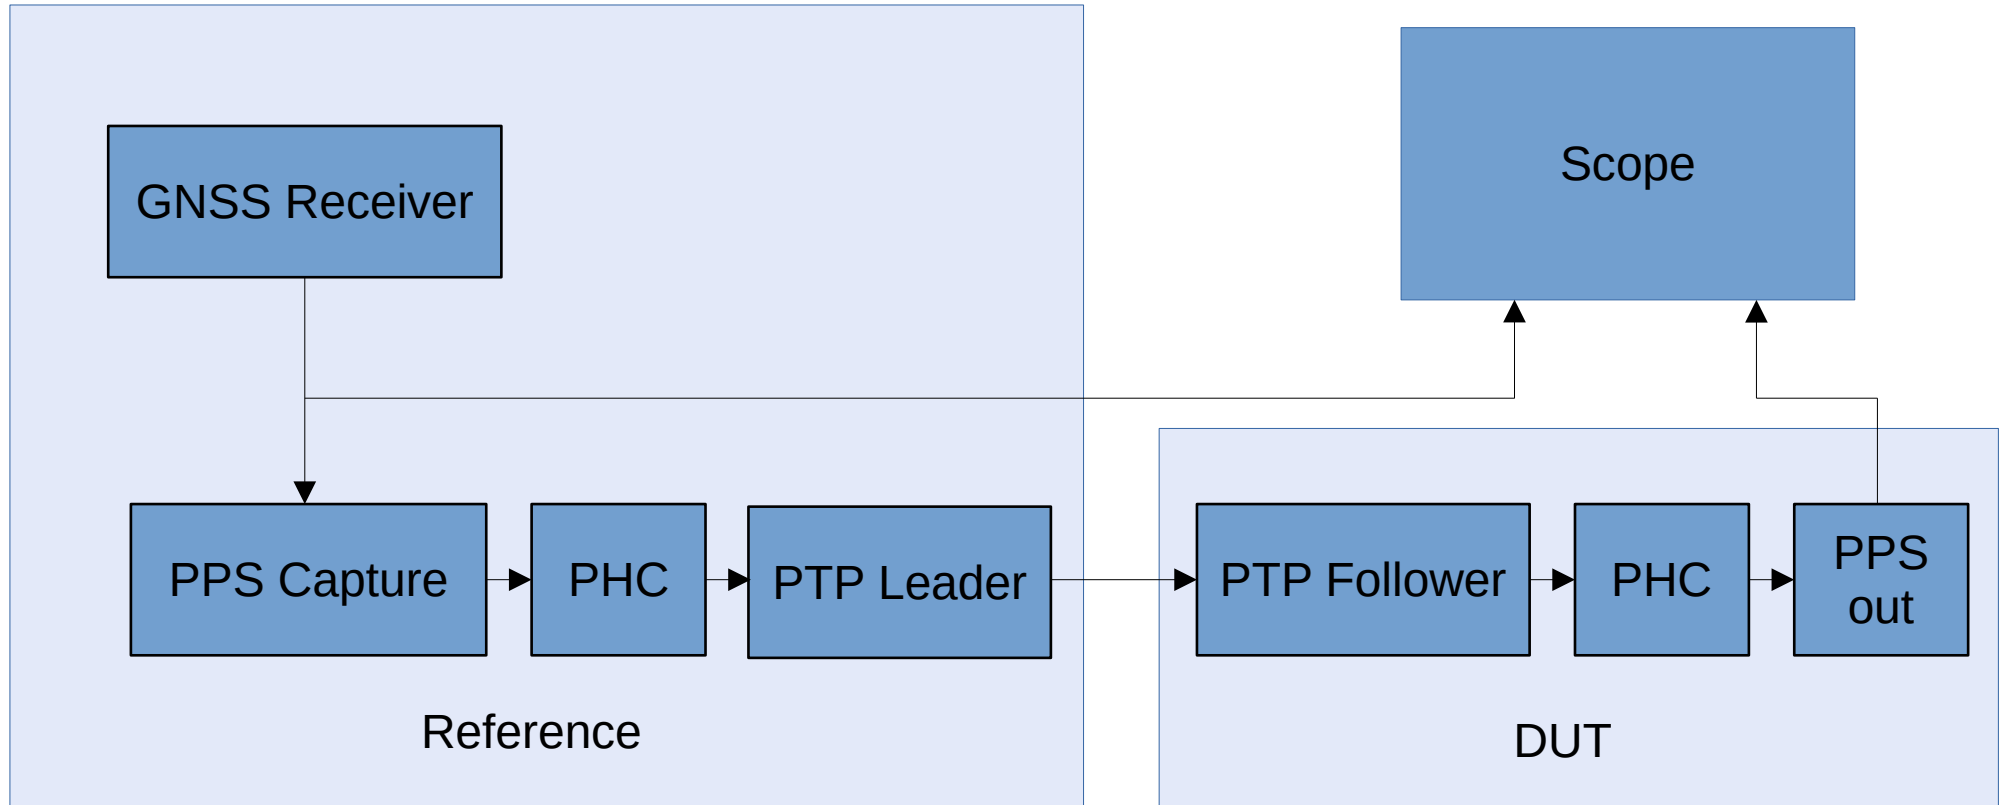 GNSS Receiver
Scope
PPS Capture
PHC
PTP Leader
PTP Follower
PHC
PPS
out
Reference
DUT